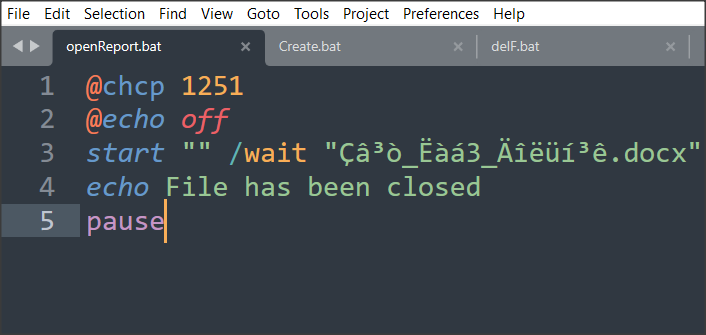 File Edit Selection Find View Goto Tools Project Preferences Help
openReport.bat × Create.bat × delF.bat ×
1 @chcp 1251
2 @echo off
3 start "" /wait "Çâ³ò_Ëàá3_Äîëüí³ê.docx"
4 echo File has been closed
5 pause